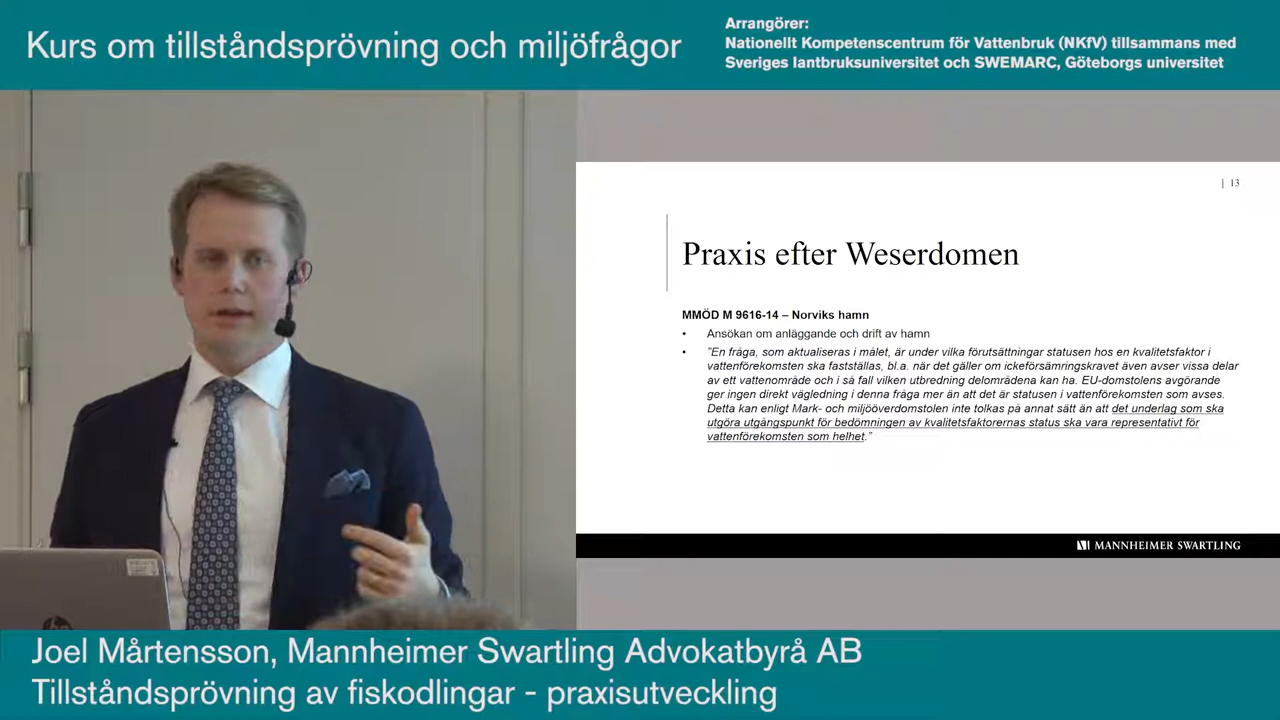 Kurs om tillståndsprövning och miljöfrågor
Arrangörer:
Nationellt Kompetenscentrum för Vattenbruk (NKfV) tillsammans med
Sveriges lantbruksuniversitet och SWEMARC, Göteborgs universitet
| 13
Praxis efter Weserdomen
MMÖD M 9616-14 – Norviks hamn
• Ansökan om anläggande och drift av hamn
• ”En fråga, som aktualiseras i målet, är under vilka förutsättningar statusen hos en kvalitetsfaktor i
vattenförekomsten ska fastställas, bl.a. när det gäller om ickeförsämringskravet även avser vissa delar
av ett vattenområde och i så fall vilken utbredning delområdena kan ha. EU-domstolens avgörande
ger ingen direkt vägledning i denna fråga mer än att det är statusen i vattenförekomsten som avses.
Detta kan enligt Mark- och miljööverdomstolen inte tolkas på annat sätt än att det underlag som ska
utgöra utgångspunkt för bedömningen av kvalitetsfaktorernas status ska vara representativt för
vattenförekomsten som helhet.”
MANNHEIMER SWARTLING
hp
Joel Mårtensson, Mannheimer Swartling Advokatbyrå AB
Tillståndsprövning av fiskodlingar - praxisutveckling